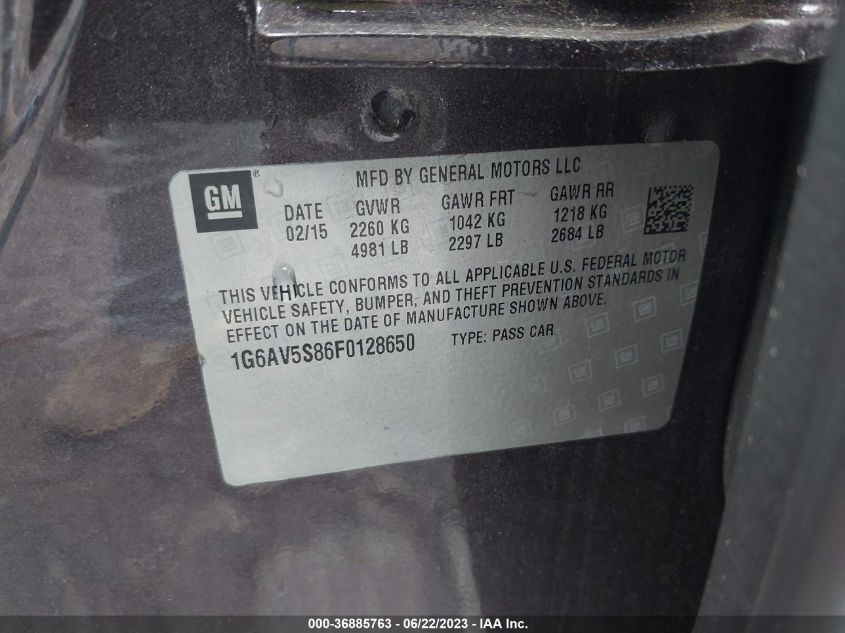 GM
®
MFD BY GENERAL MOTORS LLC
DATE GVWR GAWR FRT GAWR RR
02/15 2260 KG 1042 KG 1218 KG
4981 LB 2297 LB 2684 LB
THIS VEHICLE CONFORMS TO ALL APPLICABLE U.S. FEDERAL MOTOR
VEHICLE SAFETY, BUMPER, AND THEFT PREVENTION STANDARDS IN
EFFECT ON THE DATE OF MANUFACTURE SHOWN ABOVE.
1G6AV5S86F0128650 TYPE: PASS CAR
000-36885763 - 06/22/2023 - IAA Inc.